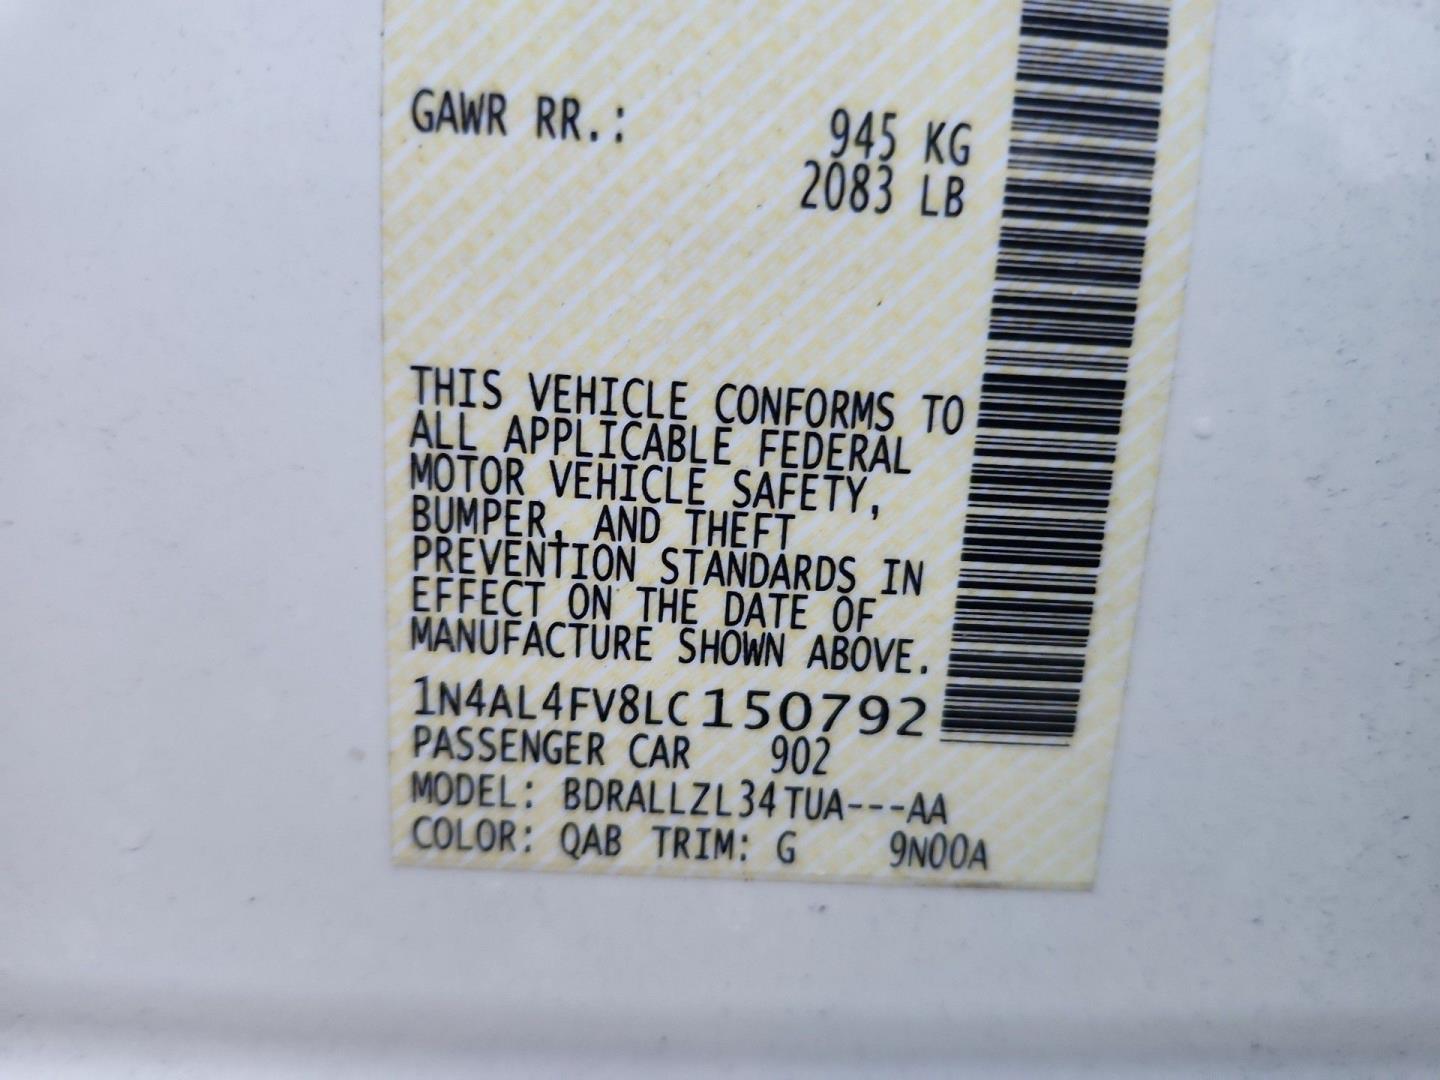 GAWR RR.: 945 KG
2083 LB
THIS VEHICLE CONFORMS TO
ALL APPLICABLE FEDERAL
MOTOR VEHICLE SAFETY,
BUMPER, AND THEFT
PREVENTION STANDARDS IN
EFFECT ON THE DATE OF
MANUFACTURE SHOWN ABOVE.
1N4AL4FV8LC150792
PASSENGER CAR 902
MODEL: BDRALLZL34TUA---AA
COLOR: QAB TRIM: G 9N00A